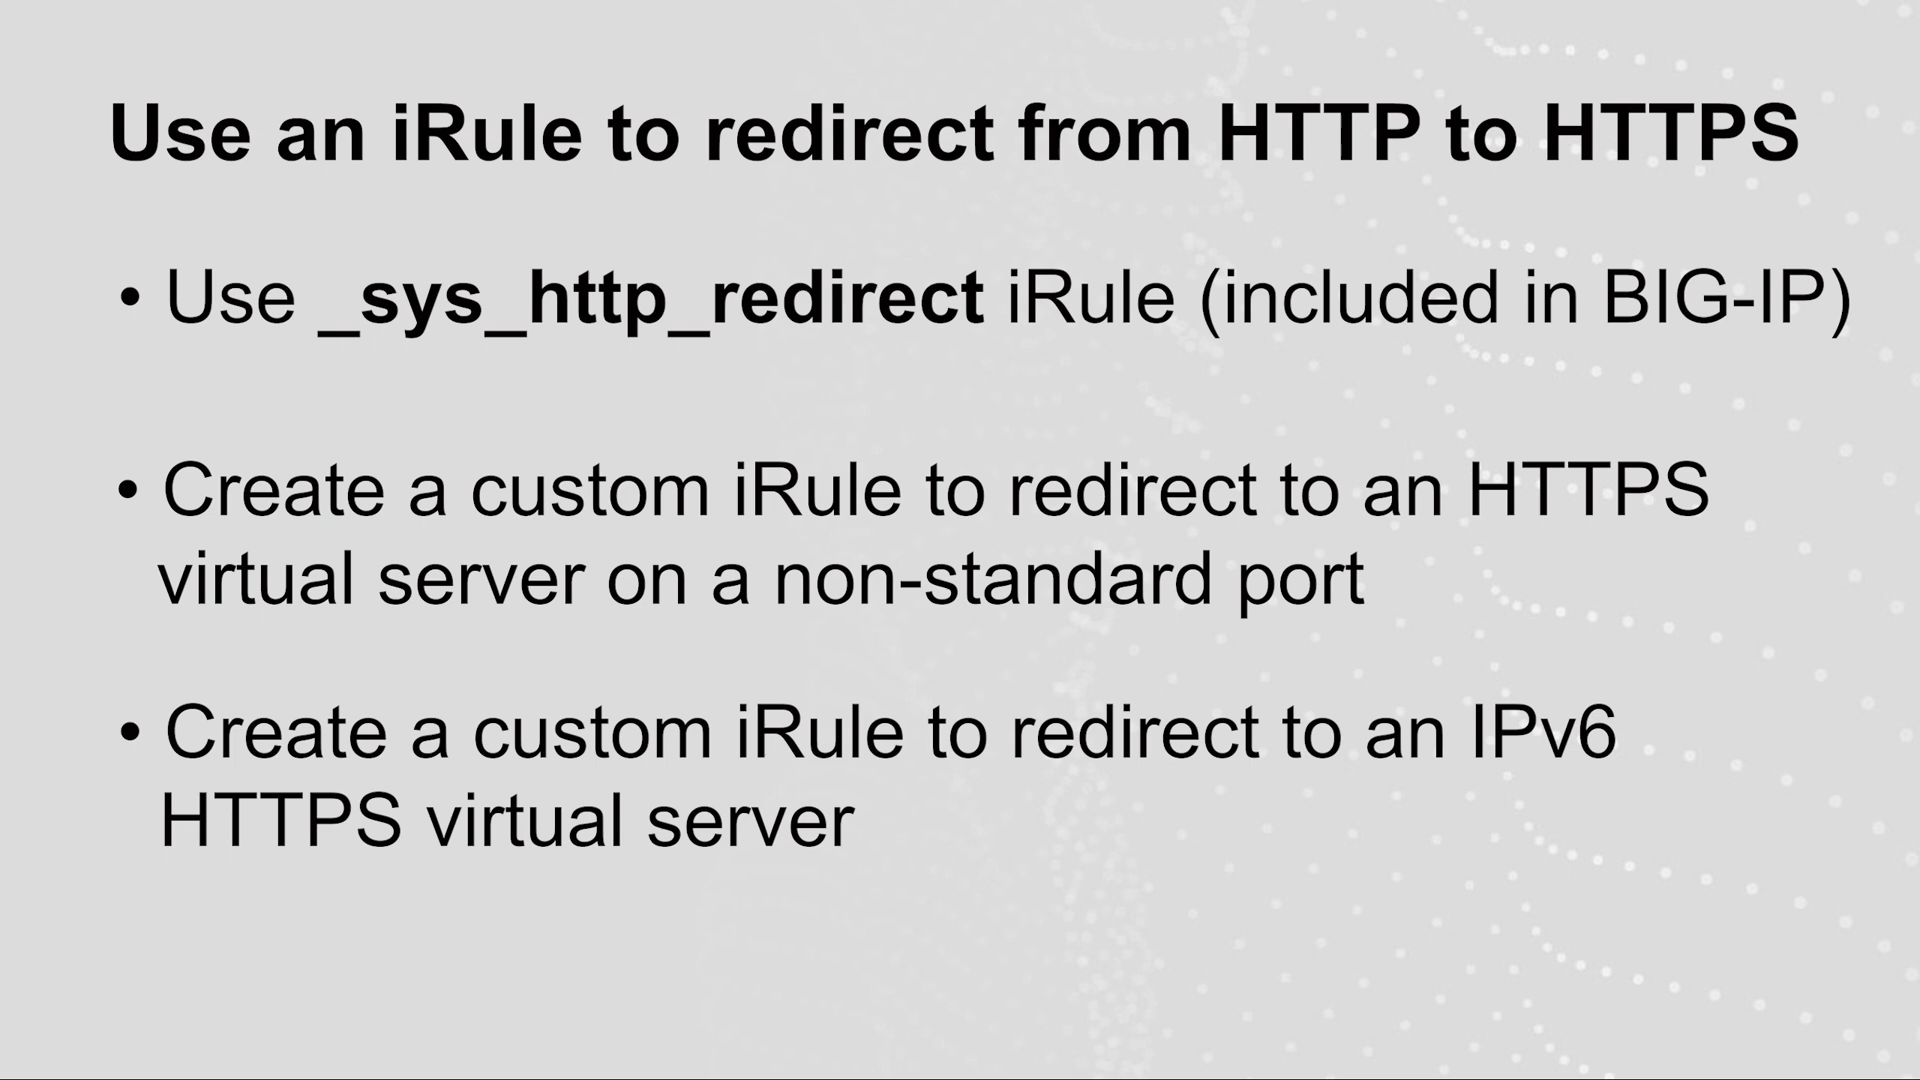 Use an iRule to redirect from HTTP to HTTPS
• Use _sys_http_redirect iRule (included in BIG-IP)
• Create a custom iRule to redirect to an HTTPS
virtual server on a non-standard port
• Create a custom iRule to redirect to an IPv6
HTTPS virtual server